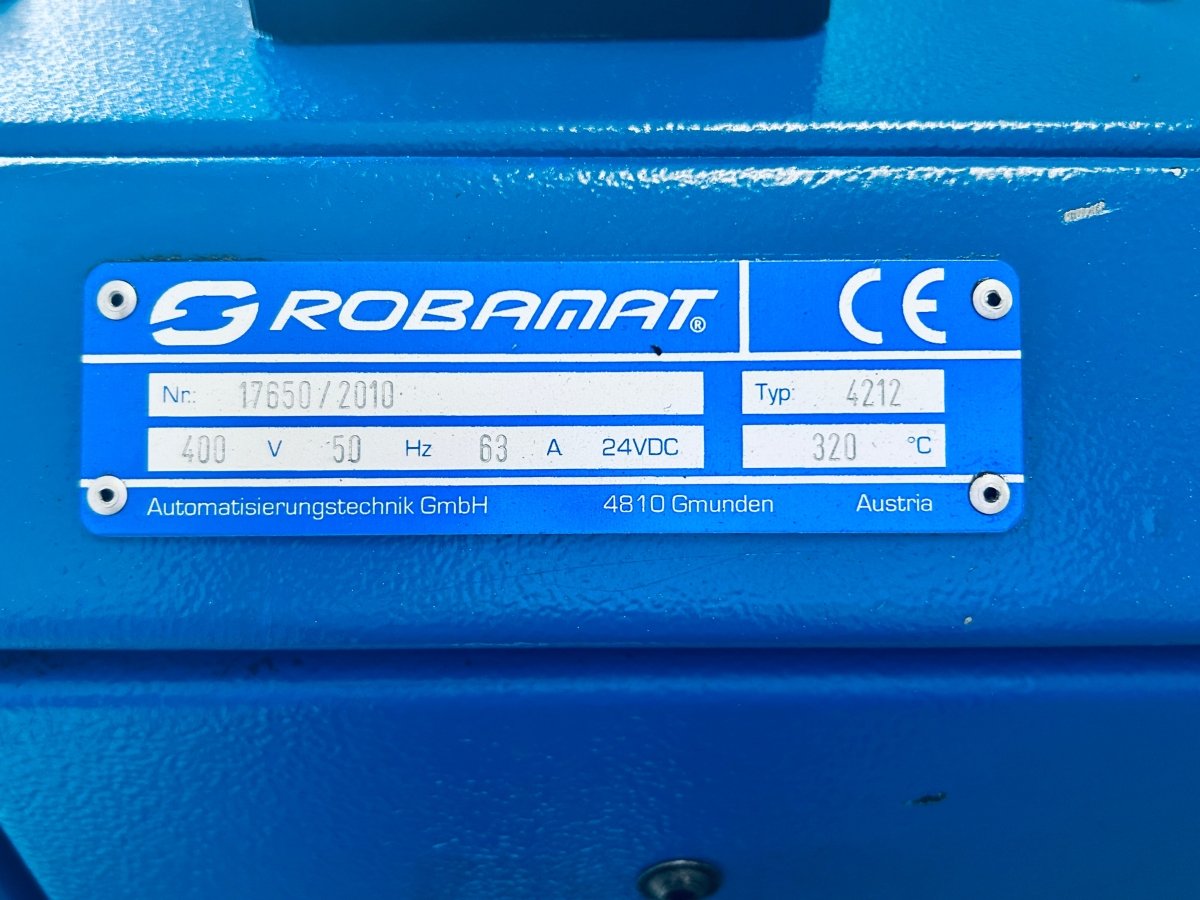 ROBAMAT® CE
Nr.: 17650/2010 Typ: 4212
400 V 50 Hz 63 A 24VDC 320 °C
Automatisierungstechnik GmbH 4810 Gmunden Austria